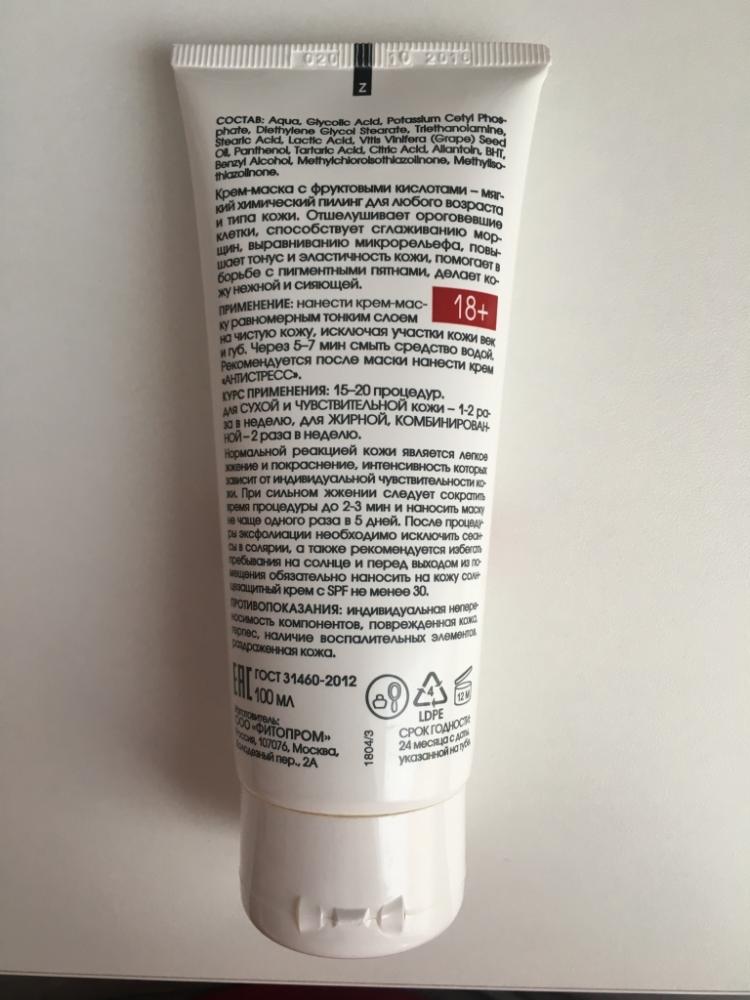 020 10 2016
Z
СОСТАВ: Aqua, Glycolic Acid, Potassium Cetyl Phos-
phate, Diethylene Glycol Stearate, Triethanolamine,
Stearic Acid, Lactic Acid, Vitis Vinifera (Grape) Seed
Oil, Panthenol, Tartaric Acid, Citric Acid, Allantoin, BHT,
Benzyl Alcohol, Methylchloroisothiazolinone, Methyliso-
thiazolinone.
Крем-маска с фруктовыми кислотами – мяг-
кий химический пилинг для любого возраста
и типа кожи. Отшелушивает ороговевшие
клетки, способствует сглаживанию мор-
щин, выравниванию микрорельефа, повы-
шает тонус и эластичность кожи, помогает в
борьбе с пигментными пятнами, делает ко-
жу нежной и сияющей.
ПРИМЕНЕНИЕ: нанести крем-мас-
ку равномерным тонким слоем
18+
на чистую кожу, исключая участки кожи век
и губ. Через 5–7 мин смыть средство водой.
Рекомендуется после маски нанести крем
«АНТИСТРЕСС».
КУРС ПРИМЕНЕНИЯ: 15–20 процедур.
для СУХОЙ и ЧУВСТВИТЕЛЬНОЙ кожи – 1-2 ра-
за в неделю, для ЖИРНОЙ, КОМБИНИРОВАН-
НОЙ – 2 раза в неделю.
Нормальной реакцией кожи является легкое
жжение и покраснение, интенсивность которых
зависит от индивидуальной чувствительности ко-
жи. При сильном жжении следует сократить
время процедуры до 2-3 мин и наносить маску
не чаще одного раза в 5 дней. После процеду-
ры эксфолиации необходимо исключить сеан-
сы в солярии, а также рекомендуется избегать
пребывания на солнце и перед выходом из по-
мещения обязательно наносить на кожу солн-
цезащитный крем с SPF не менее 30.
ПРОТИВОПОКАЗАНИЯ: индивидуальная непере-
носимость компонентов, поврежденная кожа,
герпес, наличие воспалительных элементов,
раздраженная кожа.
EAC ГОСТ 31460-2012
100 МЛ
Изготовитель:
ООО «ФИТОПРОМ»
Россия, 107076, Москва,
Колодезный пер., 2А
1804/3
4
LDPE
12 M
СРОК ГОДНОСТИ:
24 месяца с даты,
указанной на тубе